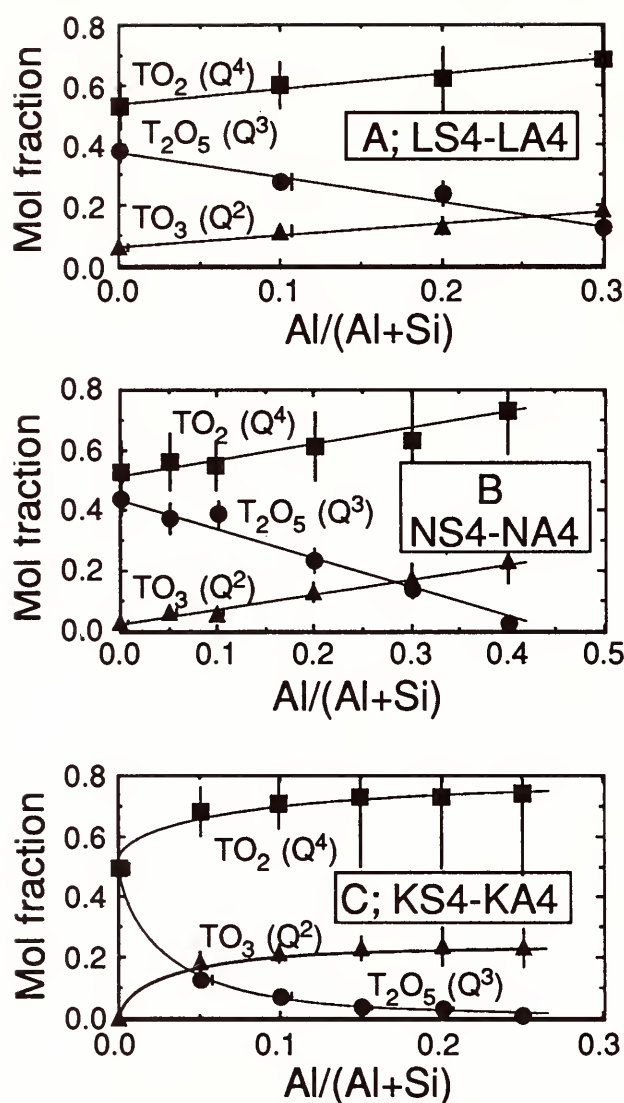 Mol fraction
0.8
0.6
0.4
0.2
0.0
TO2 (Q4)
T2O5 (Q3)
TO3 (Q2)
A; LS4-LA4
0.0 0.1 0.2 0.3
Al/(Al+Si)
Mol fraction
0.8
0.6
0.4
0.2
0.0
TO2 (Q4)
T2O5 (Q3)
TO3 (Q2)
B
NS4-NA4
0.0 0.1 0.2 0.3 0.4 0.5
Al/(Al+Si)
Mol fraction
0.8
0.6
0.4
0.2
0.0
TO2 (Q4)
C; KS4-KA4
TO3 (Q2)
T2O5 (Q3)
0.0 0.1 0.2 0.3
Al/(Al+Si)